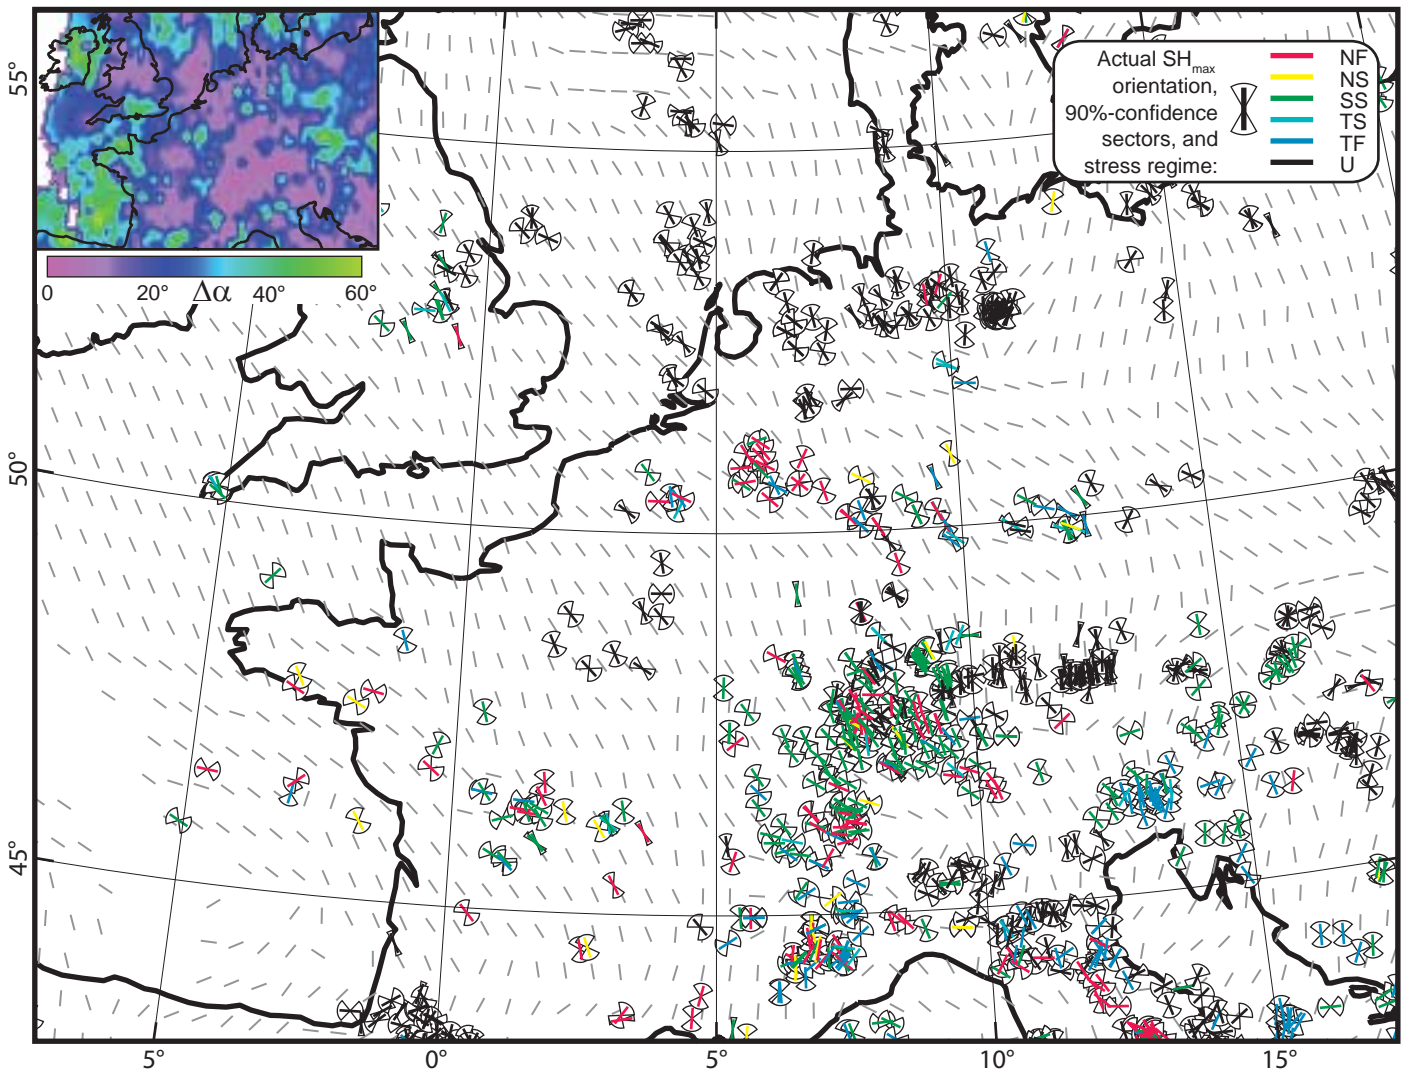 55°
50°
45°
0 20° Δα 40° 60°
Actual SHmax
orientation,
90%-confidence
sectors, and
stress regime:
NF
NS
SS
TS
TF
U
5° 0° 5° 10° 15°